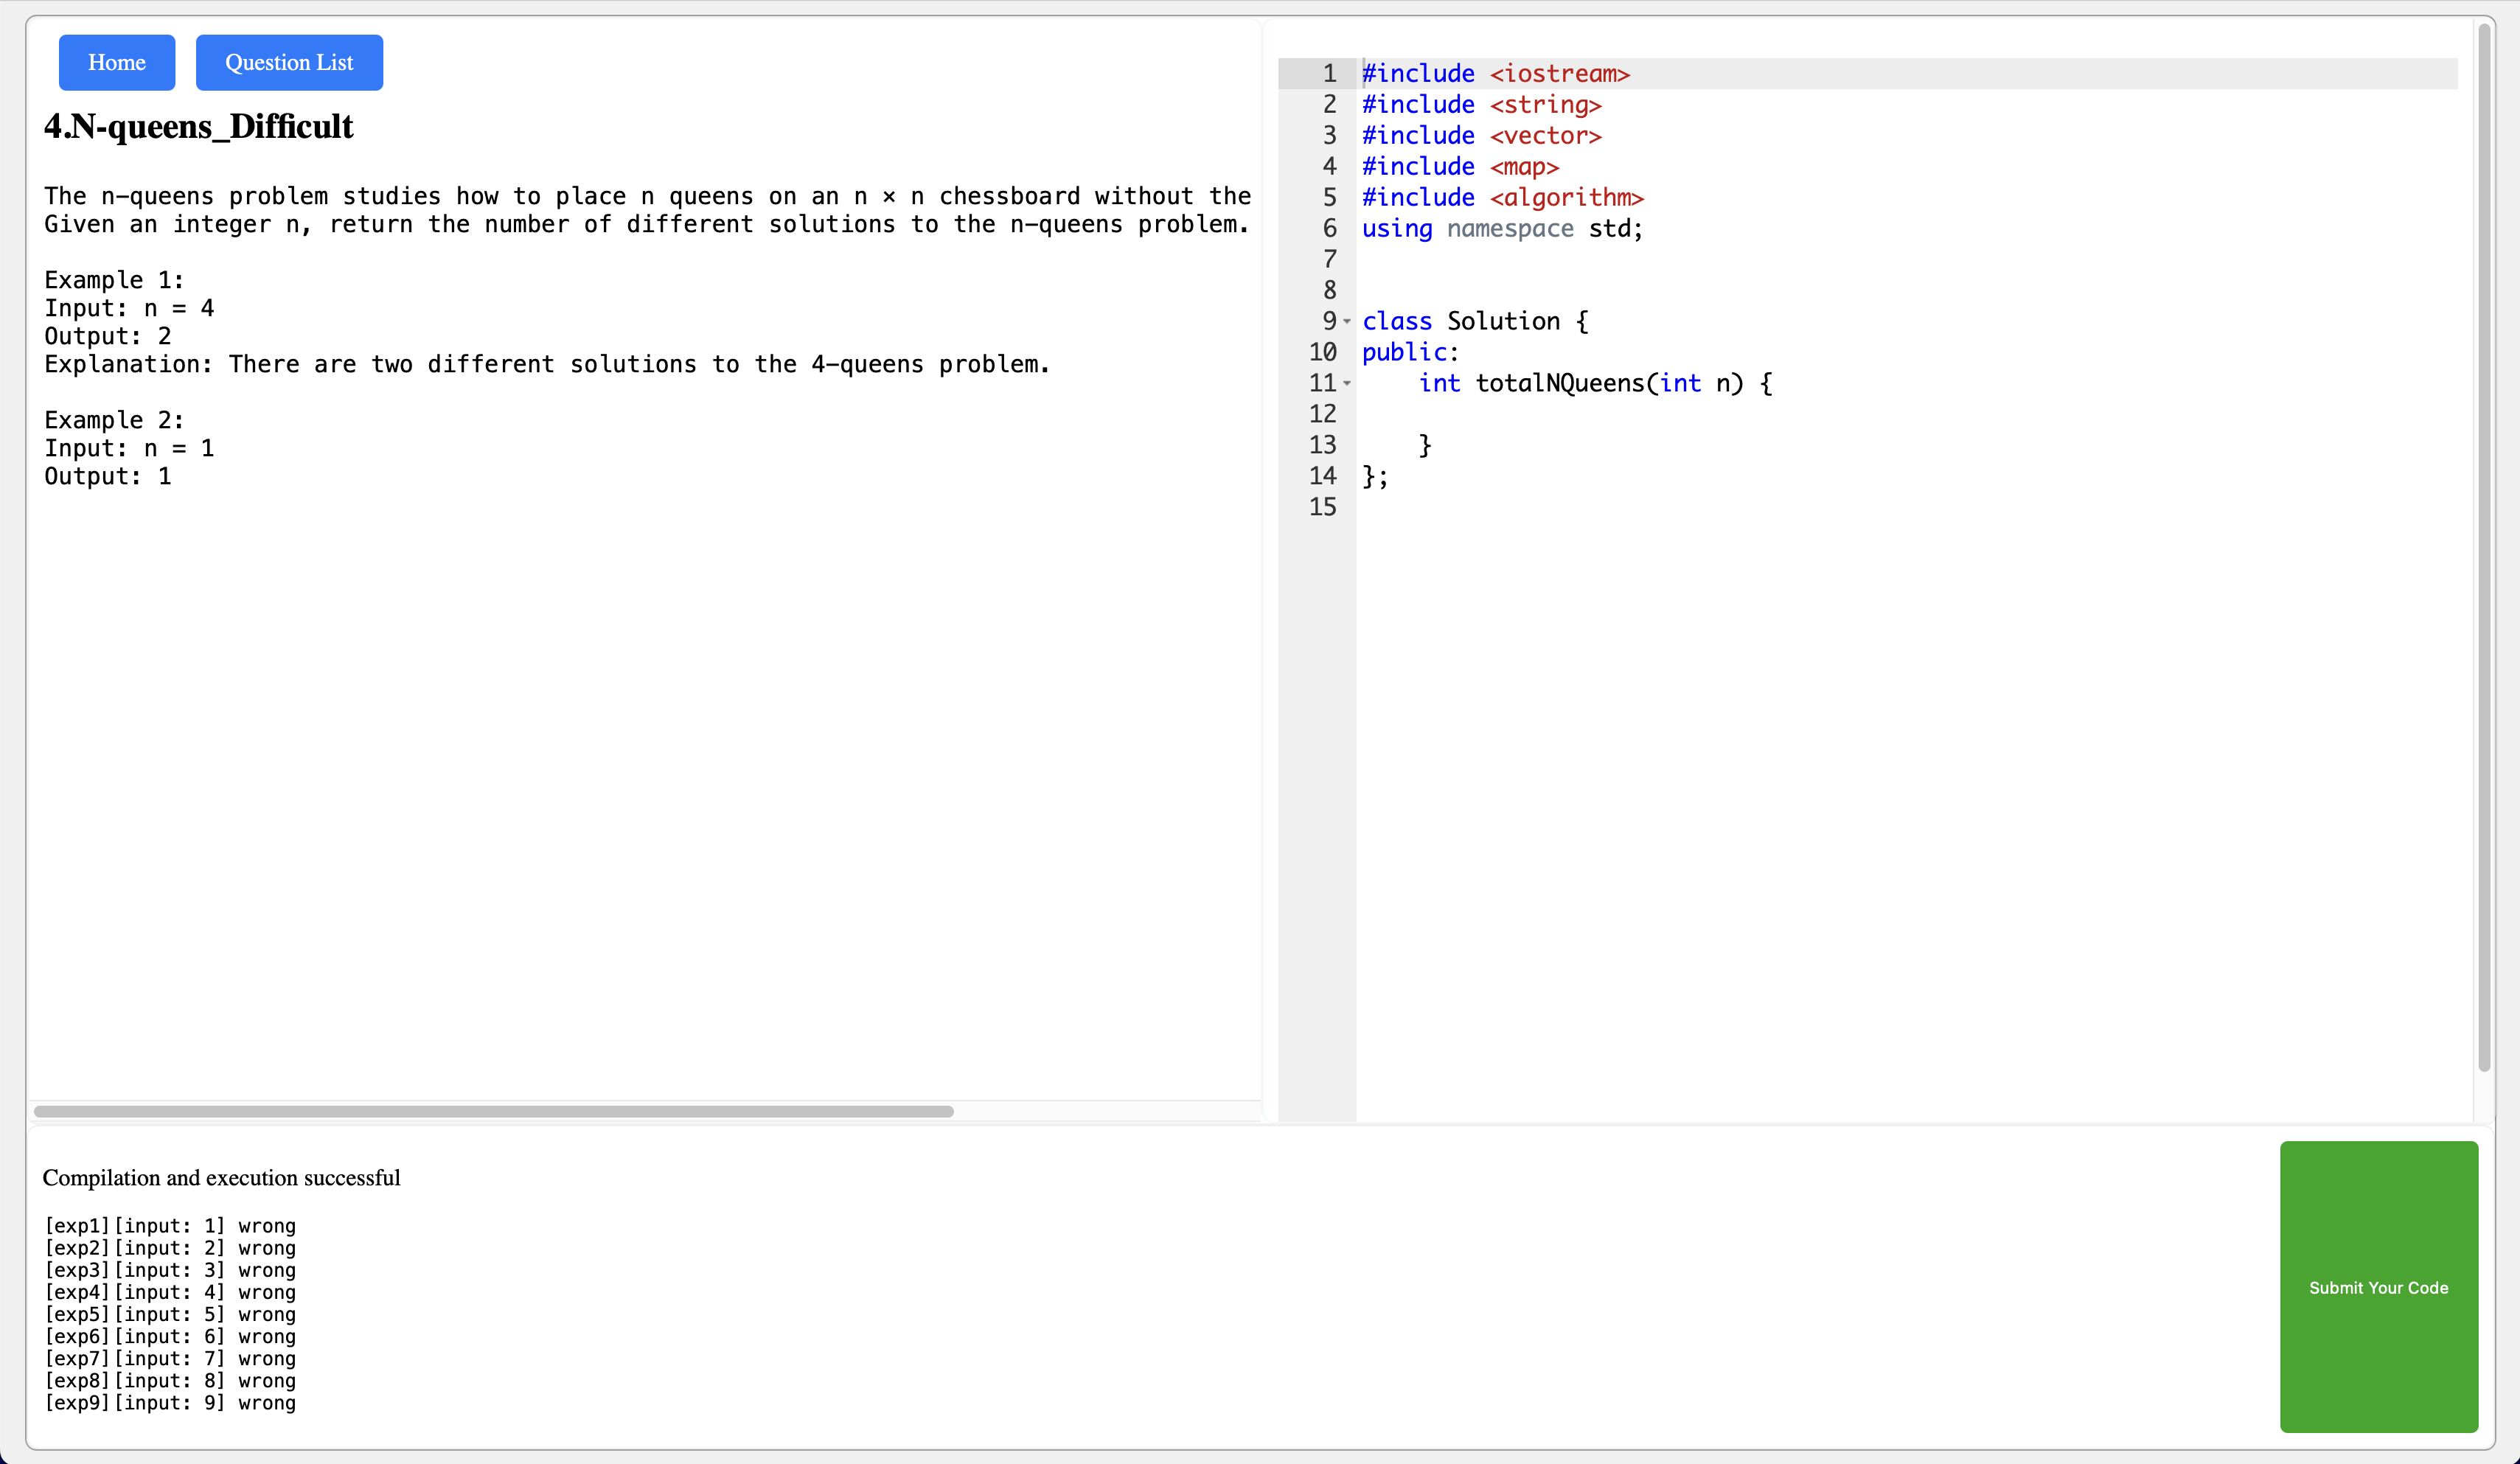 Home Question List
4.N-queens_Difficult
The n-queens problem studies how to place n queens on an n × n chessboard without the
Given an integer n, return the number of different solutions to the n-queens problem.
Example 1:
Input: n = 4
Output: 2
Explanation: There are two different solutions to the 4-queens problem.
Example 2:
Input: n = 1
Output: 1
1 #include <iostream>
2 #include <string>
3 #include <vector>
4 #include <map>
5 #include <algorithm>
6 using namespace std;
7
8
9 class Solution {
10 public:
11     int totalNQueens(int n) {
12
13     }
14 };
15
Compilation and execution successful
[exp1][input: 1] wrong
[exp2][input: 2] wrong
[exp3][input: 3] wrong
[exp4][input: 4] wrong
[exp5][input: 5] wrong
[exp6][input: 6] wrong
[exp7][input: 7] wrong
[exp8][input: 8] wrong
[exp9][input: 9] wrong
Submit Your Code